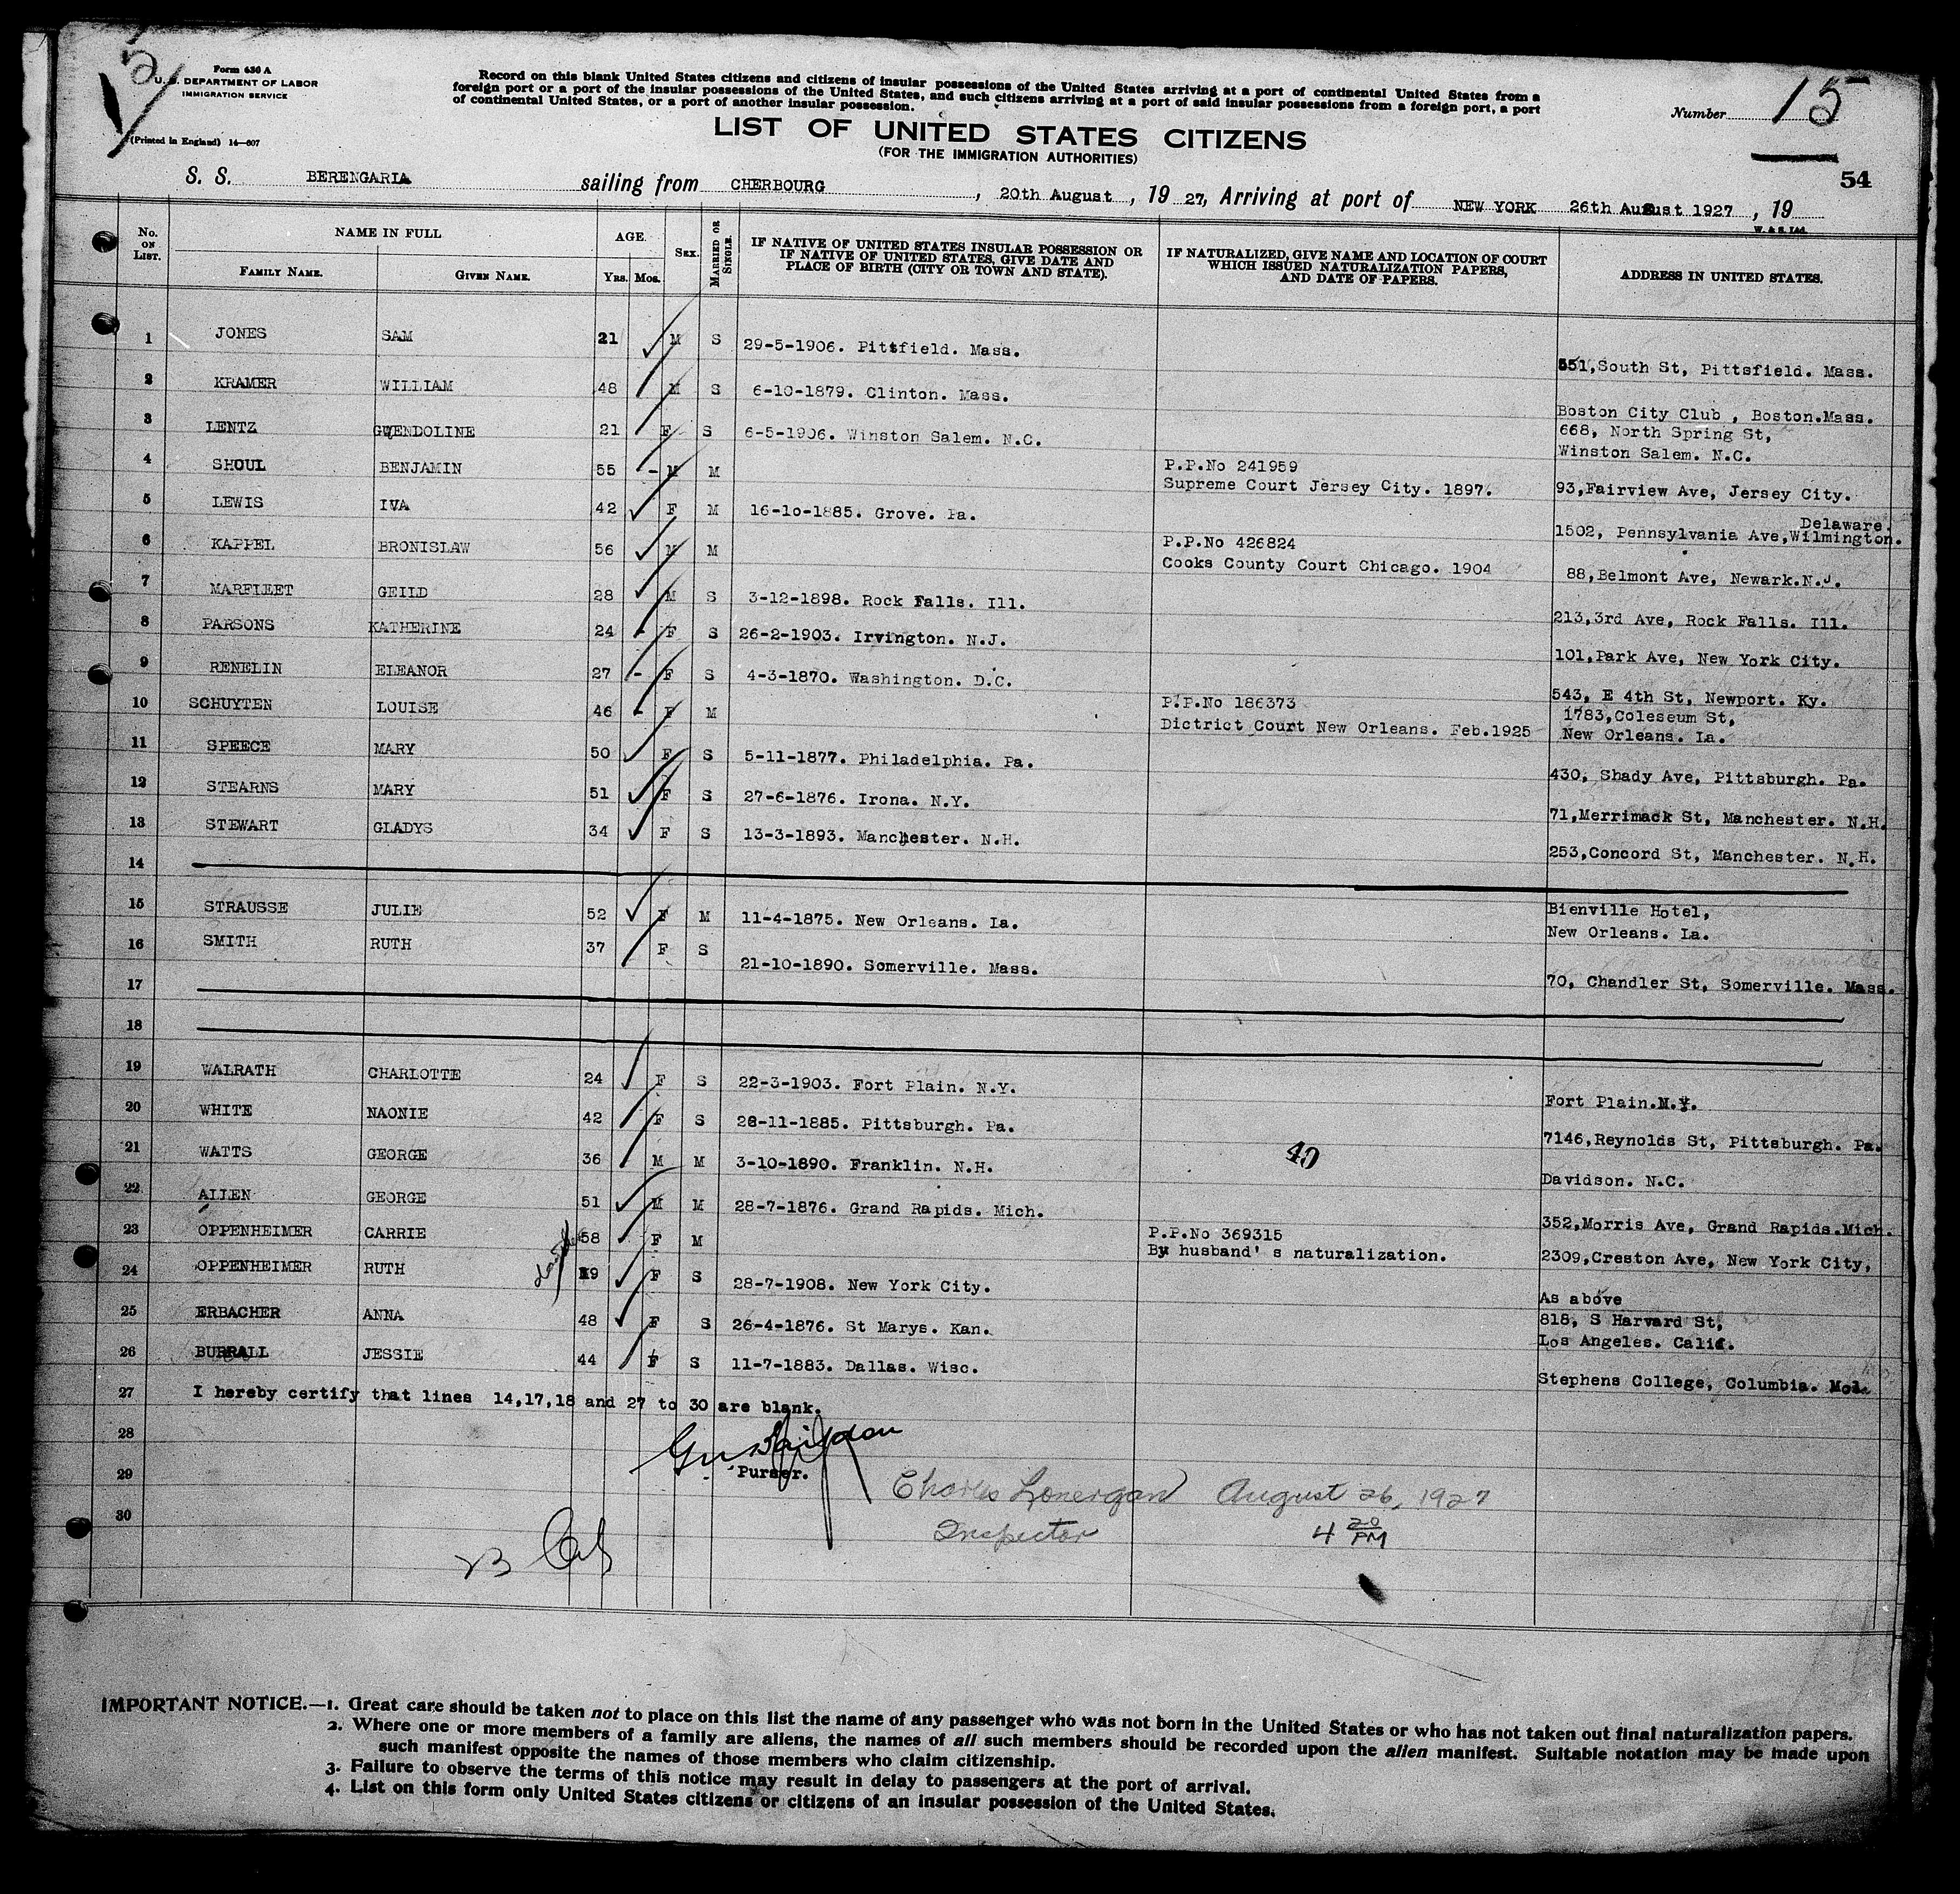 Form 630 A
U. S. DEPARTMENT OF LABOR
IMMIGRATION SERVICE
(Printed in England) 14—607
Record on this blank United States citizens and citizens of insular possessions of the United States arriving at a port of continental United States from a
foreign port or a port of the insular possessions of the United States, and such citizens arriving at a port of said insular possessions from a foreign port, a port
of continental United States, or a port of another insular possession.
Number 15
LIST OF UNITED STATES CITIZENS
(FOR THE IMMIGRATION AUTHORITIES)
54
S. S. BERENGARIA sailing from CHERBOURG, 20th August, 19 27, Arriving at port of NEW YORK 26th August 1927, 19
W. & S. Ltd.
No. ON LIST. NAME IN FULL AGE. SEX. MARRIED OR SINGLE. IF NATIVE OF UNITED STATES INSULAR POSSESSION OR IF NATIVE OF UNITED STATES, GIVE DATE AND PLACE OF BIRTH (CITY OR TOWN AND STATE). IF NATURALIZED, GIVE NAME AND LOCATION OF COURT WHICH ISSUED NATURALIZATION PAPERS, AND DATE OF PAPERS. ADDRESS IN UNITED STATES.
FAMILY NAME. GIVEN NAME. Yrs. Mos.
1 JONES SAM 21 M S 29-5-1906. Pittsfield. Mass. 551,South St, Pittsfield. Mass.
2 KRAMER WILLIAM 48 M S 6-10-1879. Clinton. Mass. Boston City Club , Boston.Mass.
3 LENTZ GWENDOLINE 21 F S 6-5-1906. Winston Salem. N.C. 668, North Spring St,
Winston Salem. N.C.
4 SHOUL BENJAMIN 55 - M M P.P.No 241959
Supreme Court Jersey City. 1897. 93,Fairview Ave, Jersey City.
5 LEWIS IVA 42 F M 16-10-1885. Grove. Pa. Delaware.
1502, Pennsylvania Ave,Wilmington.
6 KAPPEL BRONISLAW 56 M M P.P.No 426824
Cooks County Court Chicago. 1904 88,Belmont Ave, Newark.N.J.
7 MARFLEET GEILD 28 M S 3-12-1898. Rock Falls. Ill. 213,3rd Ave, Rock Falls. Ill.
8 PARSONS KATHERINE 24 - F S 26-2-1903. Irvington. N.J. 101,Park Ave, New York City.
9 RENELIN ELEANOR 27 - F S 4-3-1870. Washington. D.C. 543, E 4th St, Newport. Ky.
10 SCHUYTEN LOUISE 46 - F M P.P.No 186373
District Court New Orleans. Feb.1925 1783,Coleseum St,
New Orleans. La.
11 SPEECE MARY 50 F S 5-11-1877. Philadelphia. Pa. 430, Shady Ave, Pittsburgh. Pa.
12 STEARNS MARY 51 F S 27-6-1876. Irona. N.Y. 71,Merrimack St, Manchester. N.H.
13 STEWART GLADYS 34 F S 13-3-1893. Manchester. N.H. 253,Concord St, Manchester. N.H.
14
15 STRAUSSE JULIE 52 F M 11-4-1875. New Orleans. La. Bienville Hotel,
New Orleans. La.
16 SMITH RUTH 37 F S 21-10-1890. Somerville. Mass. 70, Chandler St, Somerville. Mass.
17
18
19 WALRATH CHARLOTTE 24 F S 22-3-1903. Fort Plain. N.Y. Fort Plain.N.Y.
20 WHITE NAONIE 42 F S 28-11-1885. Pittsburgh. Pa. 7146,Reynolds St, Pittsburgh. Pa.
21 WATTS GEORGE 36 M M 3-10-1890. Franklin. N.H. 40 Davidson. N.C.
22 ALLEN GEORGE 51 M M 28-7-1876. Grand Rapids. Mich. 352,Morris Ave, Grand Rapids.Mich.
23 OPPENHEIMER CARRIE 58 F M P.P.No 369315
By husband's naturalization. 2309,Creston Ave, New York City,
24 OPPENHEIMER RUTH daughter 19 F S 28-7-1908. New York City. As above
25 ERBACHER ANNA 48 F S 26-4-1876. St Marys. Kan. 818, S Harvard St,
Los Angeles. Calif.
26 BURRALL JESSIE 44 F S 11-7-1883. Dallas. Wisc. Stephens College, Columbia. Mo.
27 I hereby certify that lines 14,17,18 and 27 to 30 are blank.
28
29 Purser.
Charles Lonergan August 26, 1927
30 Inspector 4 20 PM
IMPORTANT NOTICE.—1. Great care should be taken not to place on this list the name of any passenger who was not born in the United States or who has not taken out final naturalization papers.
2. Where one or more members of a family are aliens, the names of all such members should be recorded upon the alien manifest. Suitable notation may be made upon
such manifest opposite the names of those members who claim citizenship.
3. Failure to observe the terms of this notice may result in delay to passengers at the port of arrival.
4. List on this form only United States citizens or citizens of an insular possession of the United States.